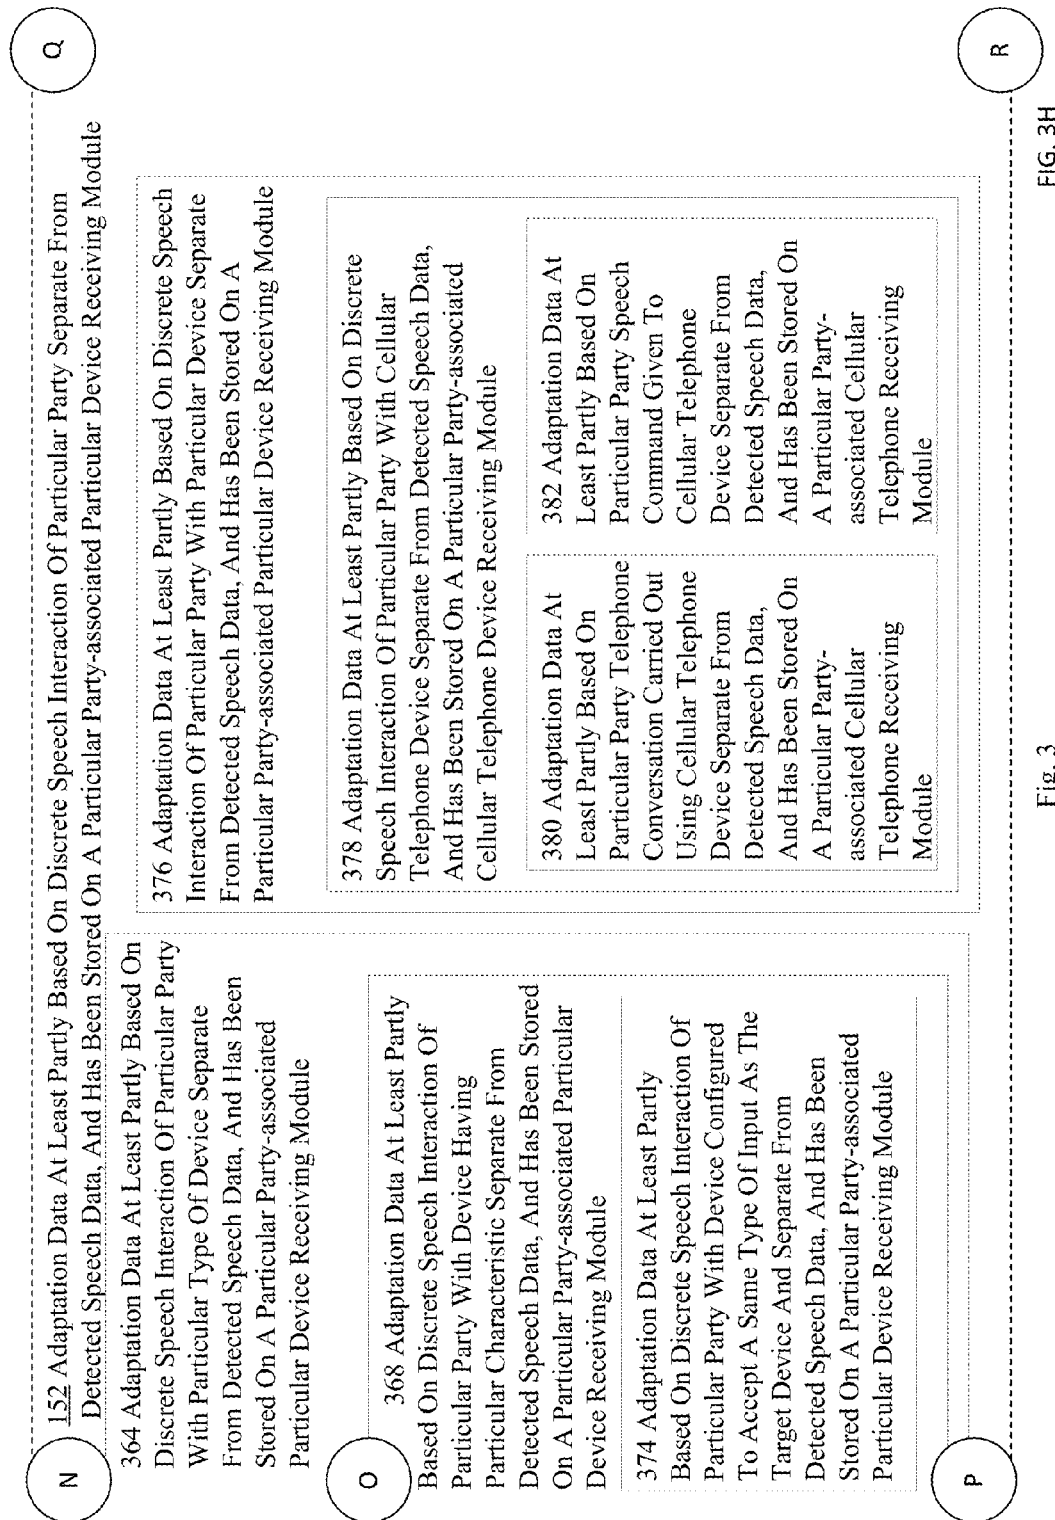 N
Q
152 Adaptation Data At Least Partly Based On Discrete Speech Interaction Of Particular Party Separate From
Detected Speech Data, And Has Been Stored On A Particular Party-associated Particular Device Receiving Module
364 Adaptation Data At Least Partly Based On
Discrete Speech Interaction Of Particular Party
With Particular Type Of Device Separate
From Detected Speech Data, And Has Been
Stored On A Particular Party-associated
Particular Device Receiving Module
O
368 Adaptation Data At Least Partly
Based On Discrete Speech Interaction Of
Particular Party With Device Having
Particular Characteristic Separate From
Detected Speech Data, And Has Been Stored
On A Particular Party-associated Particular
Device Receiving Module
374 Adaptation Data At Least Partly
Based On Discrete Speech Interaction Of
Particular Party With Device Configured
To Accept A Same Type Of Input As The
Target Device And Separate From
Detected Speech Data, And Has Been
Stored On A Particular Party-associated
Particular Device Receiving Module
376 Adaptation Data At Least Partly Based On Discrete Speech
Interaction Of Particular Party With Particular Device Separate
From Detected Speech Data, And Has Been Stored On A
Particular Party-associated Particular Device Receiving Module
378 Adaptation Data At Least Partly Based On Discrete
Speech Interaction Of Particular Party With Cellular
Telephone Device Separate From Detected Speech Data,
And Has Been Stored On A Particular Party-associated
Cellular Telephone Device Receiving Module
380 Adaptation Data At
Least Partly Based On
Particular Party Telephone
Conversation Carried Out
Using Cellular Telephone
Device Separate From
Detected Speech Data,
And Has Been Stored On
A Particular Party-
associated Cellular
Telephone Receiving
Module
382 Adaptation Data At
Least Partly Based On
Particular Party Speech
Command Given To
Cellular Telephone
Device Separate From
Detected Speech Data,
And Has Been Stored On
A Particular Party-
associated Cellular
Telephone Receiving
Module
P
R
Fig. 3
FIG. 3H